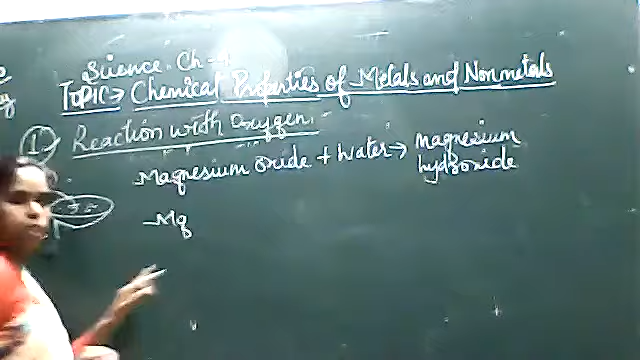 Science. Ch-4
TOPIC→ Chemical Properties of Metals and Nonmetals
1) Reaction with Oxygen.
Magnesium oxide + Water → magnesium hydroxide
Mg